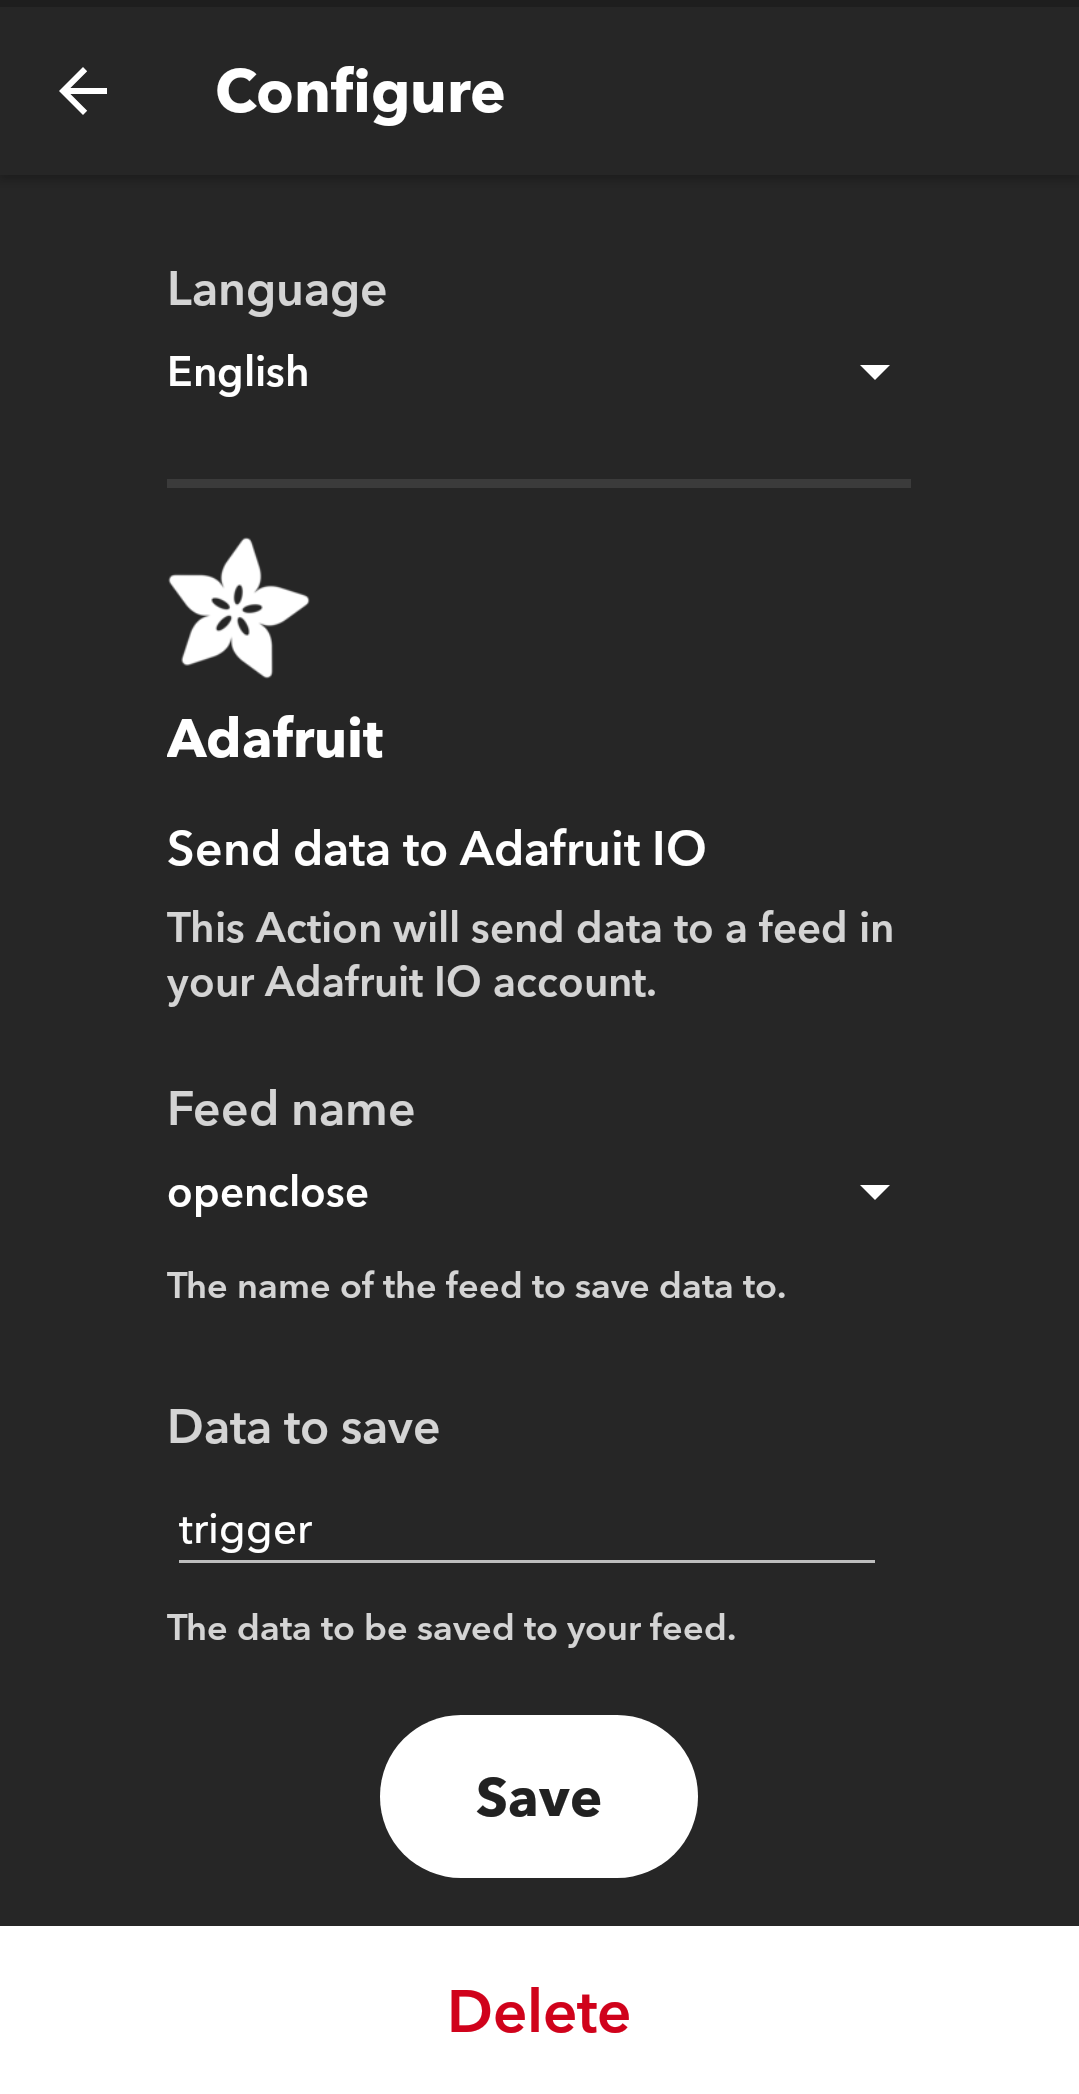 Configure
Language
English
Adafruit
Send data to Adafruit IO
This Action will send data to a feed in
your Adafruit IO account.
Feed name
openclose
The name of the feed to save data to.
Data to save
trigger
The data to be saved to your feed.
Save
Delete